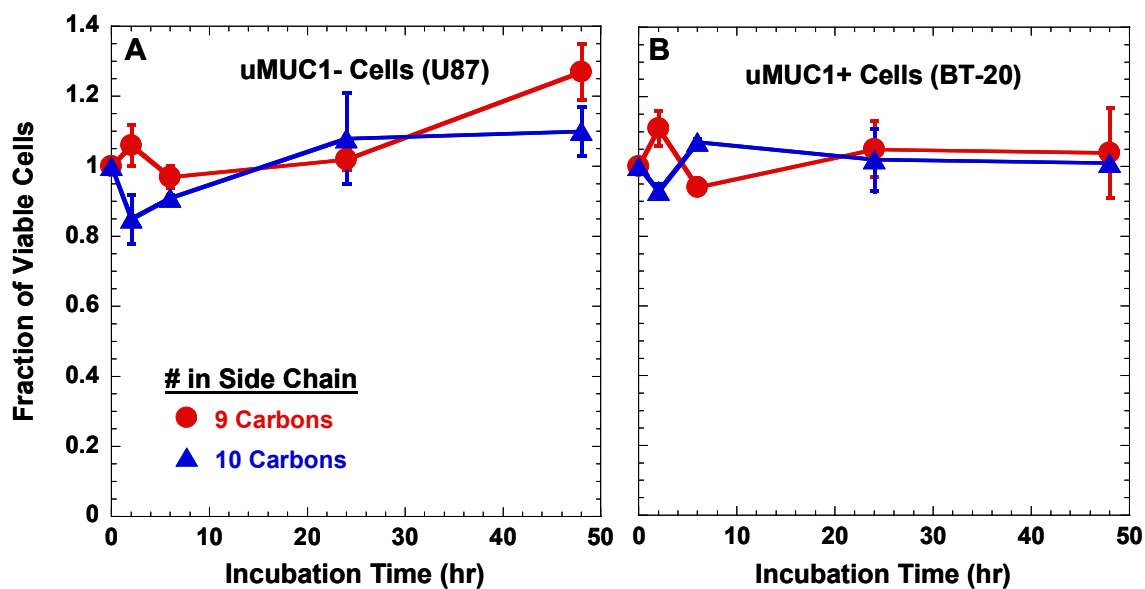 A
uMUC1- Cells (U87)
B
uMUC1+ Cells (BT-20)
Fraction of Viable Cells
1.4
1.2
1
0.8
0.6
0.4
0.2
0
# in Side Chain
9 Carbons
10 Carbons
0 10 20 30 40 50
0 10 20 30 40 50
Incubation Time (hr)
Incubation Time (hr)